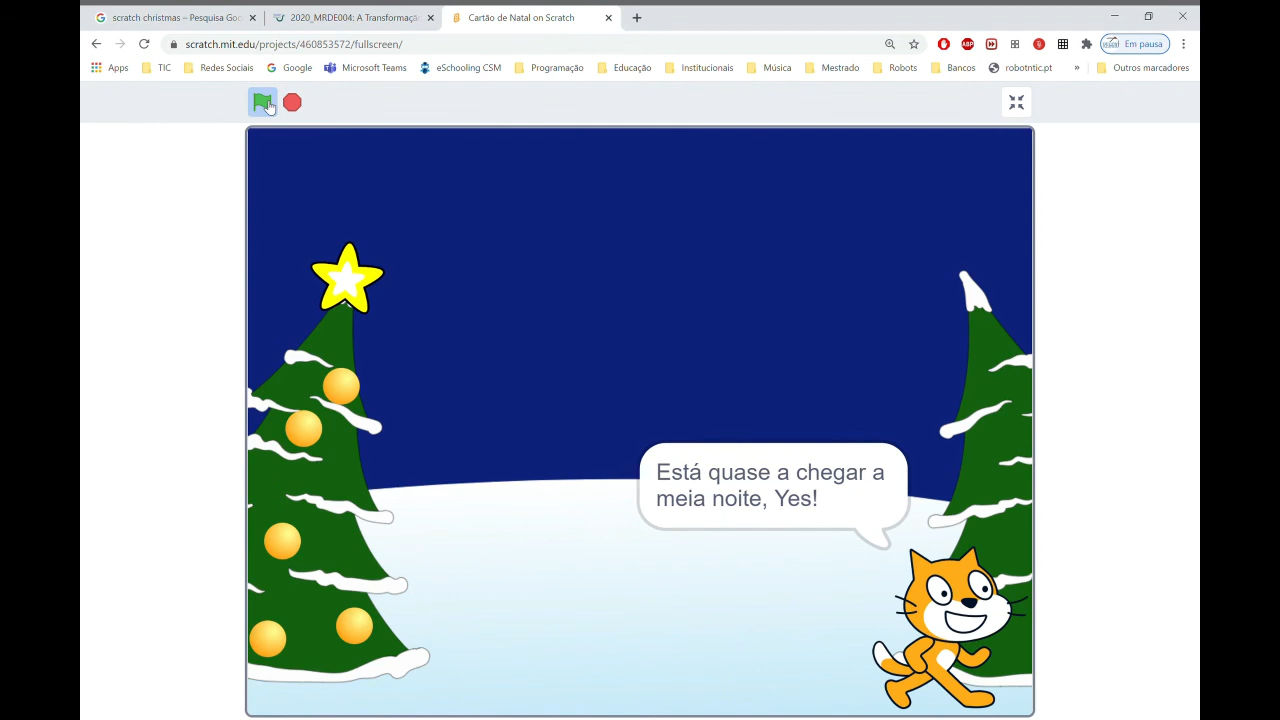 scratch christmas – Pesquisa Goo
2020_MRDE004: A Transformaçã
Cartão de Natal on Scratch
scratch.mit.edu/projects/460853572/fullscreen/
ABP
Em pausa
Apps
TIC
Redes Sociais
Google
Microsoft Teams
eSchooling CSM
Programação
Educação
Institucionais
Música
Mestrado
Robots
Bancos
robotntic.pt
»
Outros marcadores
Está quase a chegar a
meia noite, Yes!